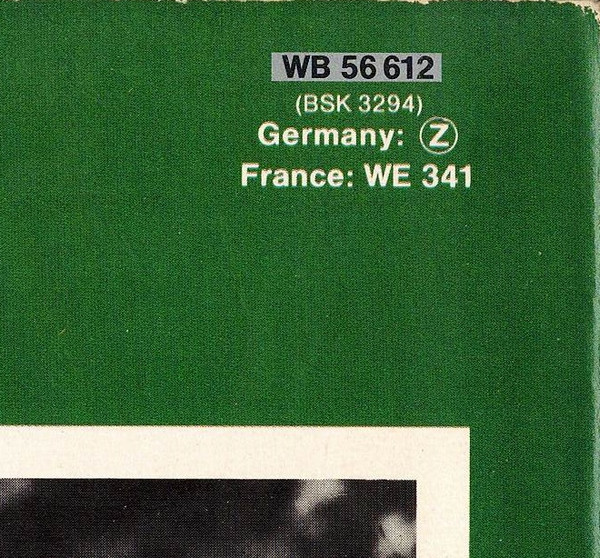 WB 56 612
(BSK 3294)
Germany: Ⓩ
France: WE 341